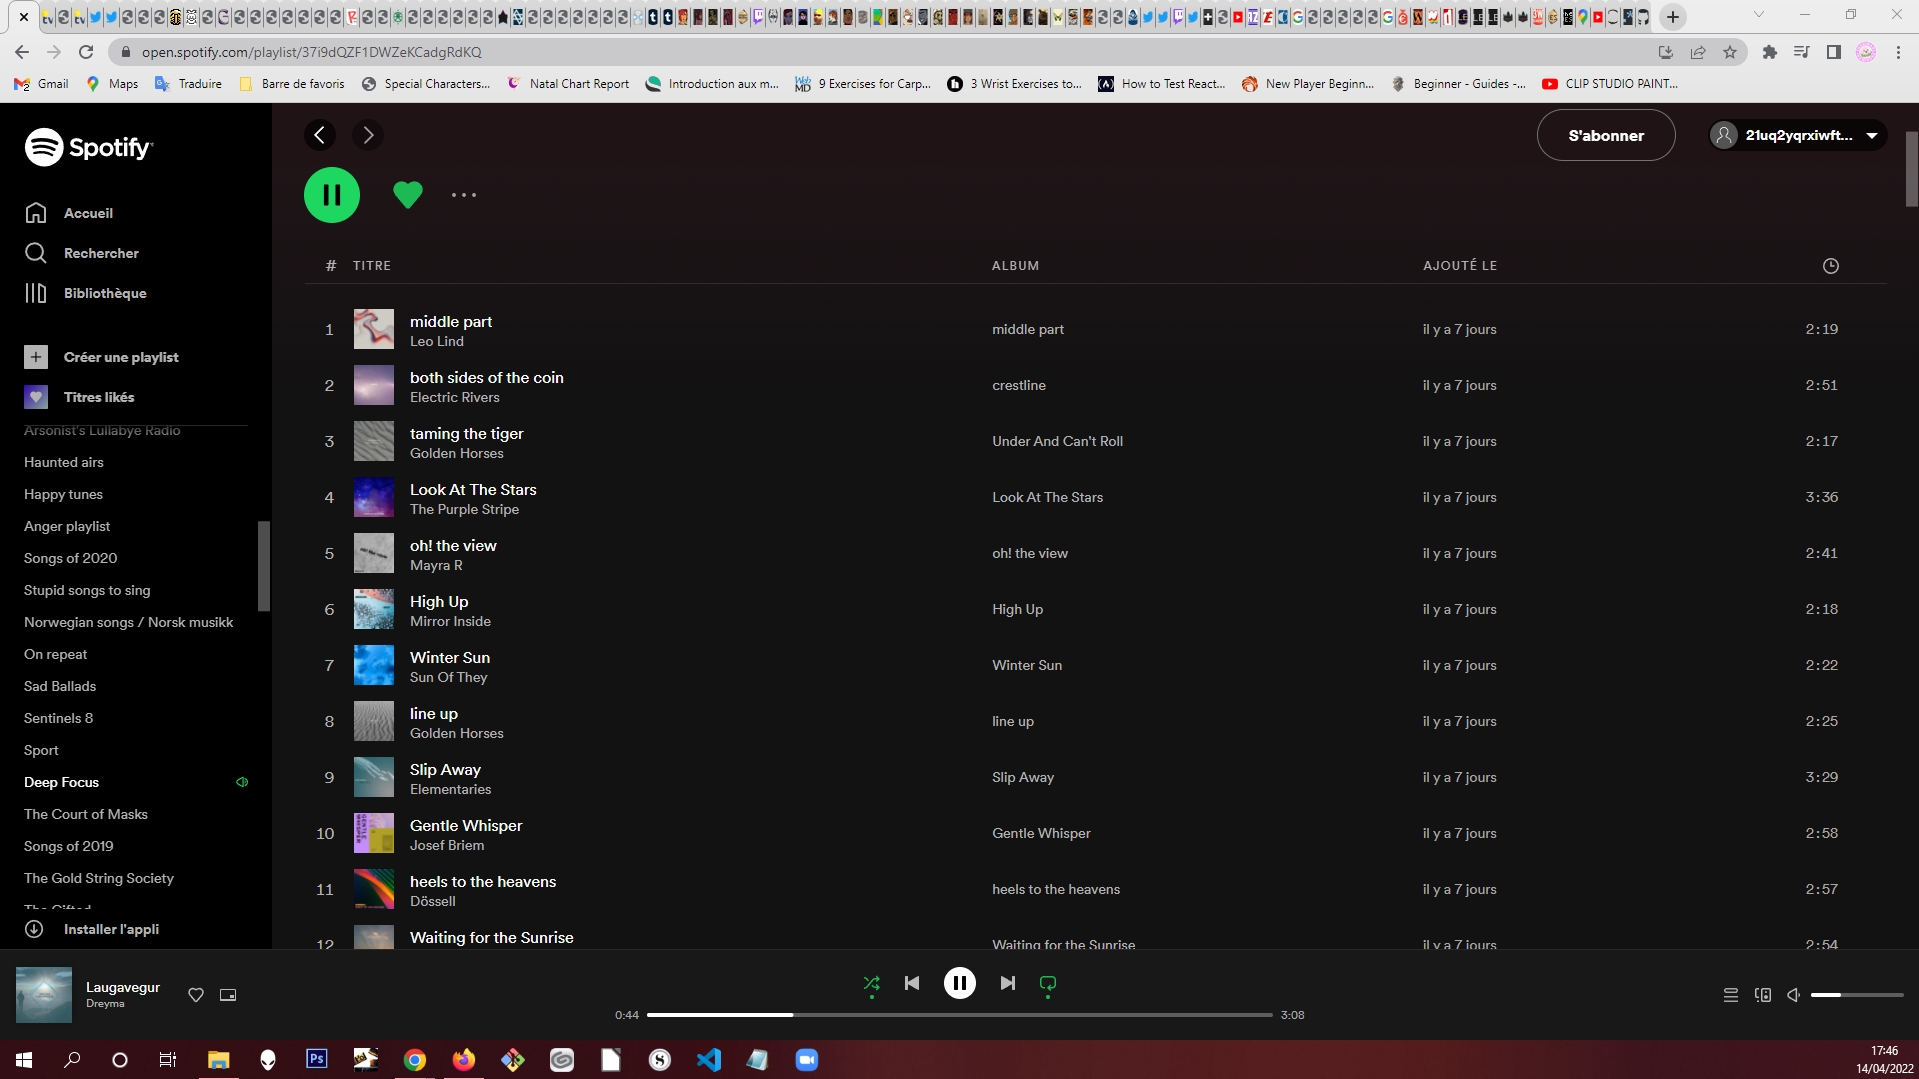 open.spotify.com/playlist/37i9dQZF1DWZeKCadgRdKQ
Gmail
Maps
Traduire
Barre de favoris
Special Characters...
Natal Chart Report
Introduction aux m...
9 Exercises for Carp...
3 Wrist Exercises to...
How to Test React...
New Player Beginn...
Beginner - Guides -...
CLIP STUDIO PAINT...
Spotify
Accueil
Rechercher
Bibliothèque
Créer une playlist
Titres likés
Arsonist's Lullabye Radio
Haunted airs
Happy tunes
Anger playlist
Songs of 2020
Stupid songs to sing
Norwegian songs / Norsk musikk
On repeat
Sad Ballads
Sentinels 8
Sport
Deep Focus
The Court of Masks
Songs of 2019
The Gold String Society
The Gifted
Installer l'appli
S'abonner
21uq2yqrxiwft...
# TITRE ALBUM AJOUTÉ LE
1 middle part middle part il y a 7 jours 2:19
Leo Lind
2 both sides of the coin crestline il y a 7 jours 2:51
Electric Rivers
3 taming the tiger Under And Can't Roll il y a 7 jours 2:17
Golden Horses
4 Look At The Stars Look At The Stars il y a 7 jours 3:36
The Purple Stripe
5 oh! the view oh! the view il y a 7 jours 2:41
Mayra R
6 High Up High Up il y a 7 jours 2:18
Mirror Inside
7 Winter Sun Winter Sun il y a 7 jours 2:22
Sun Of They
8 line up line up il y a 7 jours 2:25
Golden Horses
9 Slip Away Slip Away il y a 7 jours 3:29
Elementaries
10 Gentle Whisper Gentle Whisper il y a 7 jours 2:58
Josef Briem
11 heels to the heavens heels to the heavens il y a 7 jours 2:57
Dössell
12 Waiting for the Sunrise Waiting for the Sunrise il y a 7 jours 2:54
Laugavegur
Dreyma
0:44
3:08
Ps
17:46
14/04/2022